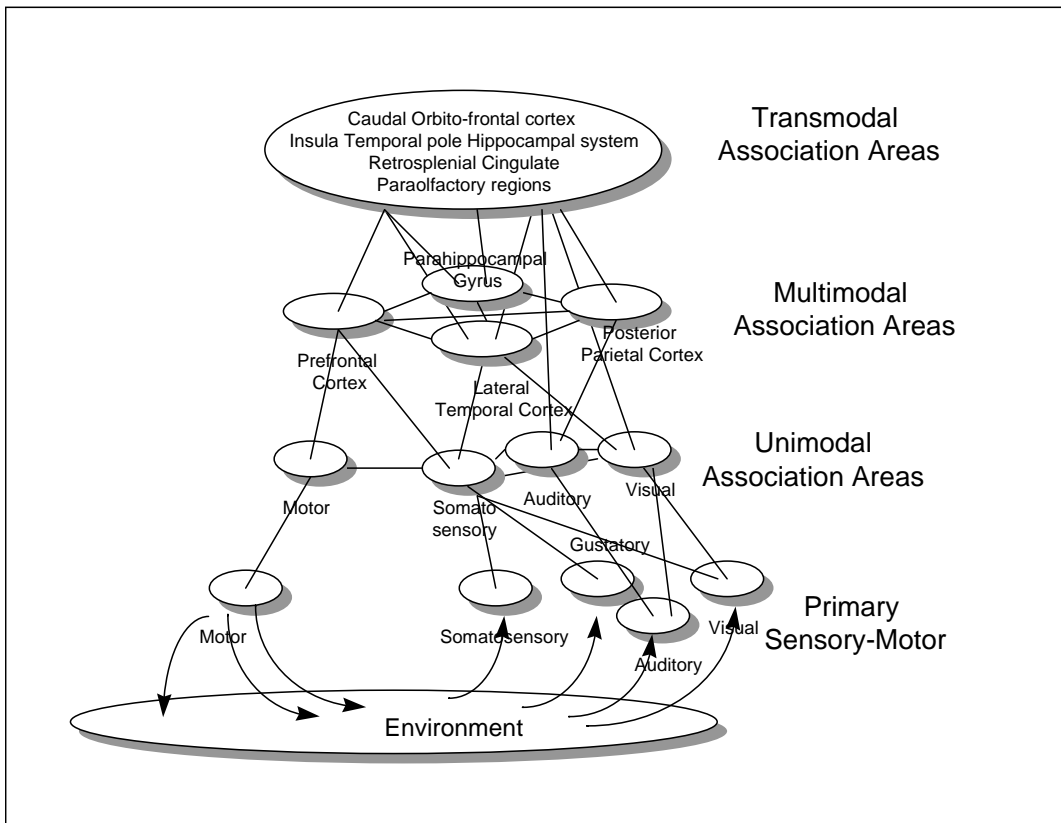 Caudal Orbito-frontal cortex
Insula Temporal pole Hippocampal system
Retrosplenial Cingulate
Paraolfactory regions
Transmodal
Association Areas
Parahippocampal
Gyrus
Multimodal
Association Areas
Prefrontal
Cortex
Posterior
Parietal Cortex
Lateral
Temporal Cortex
Unimodal
Association Areas
Motor
Somato
sensory
Auditory
Visual
Gustatory
Primary
Sensory-Motor
Motor
Somatosensory
Auditory
Visual
Environment